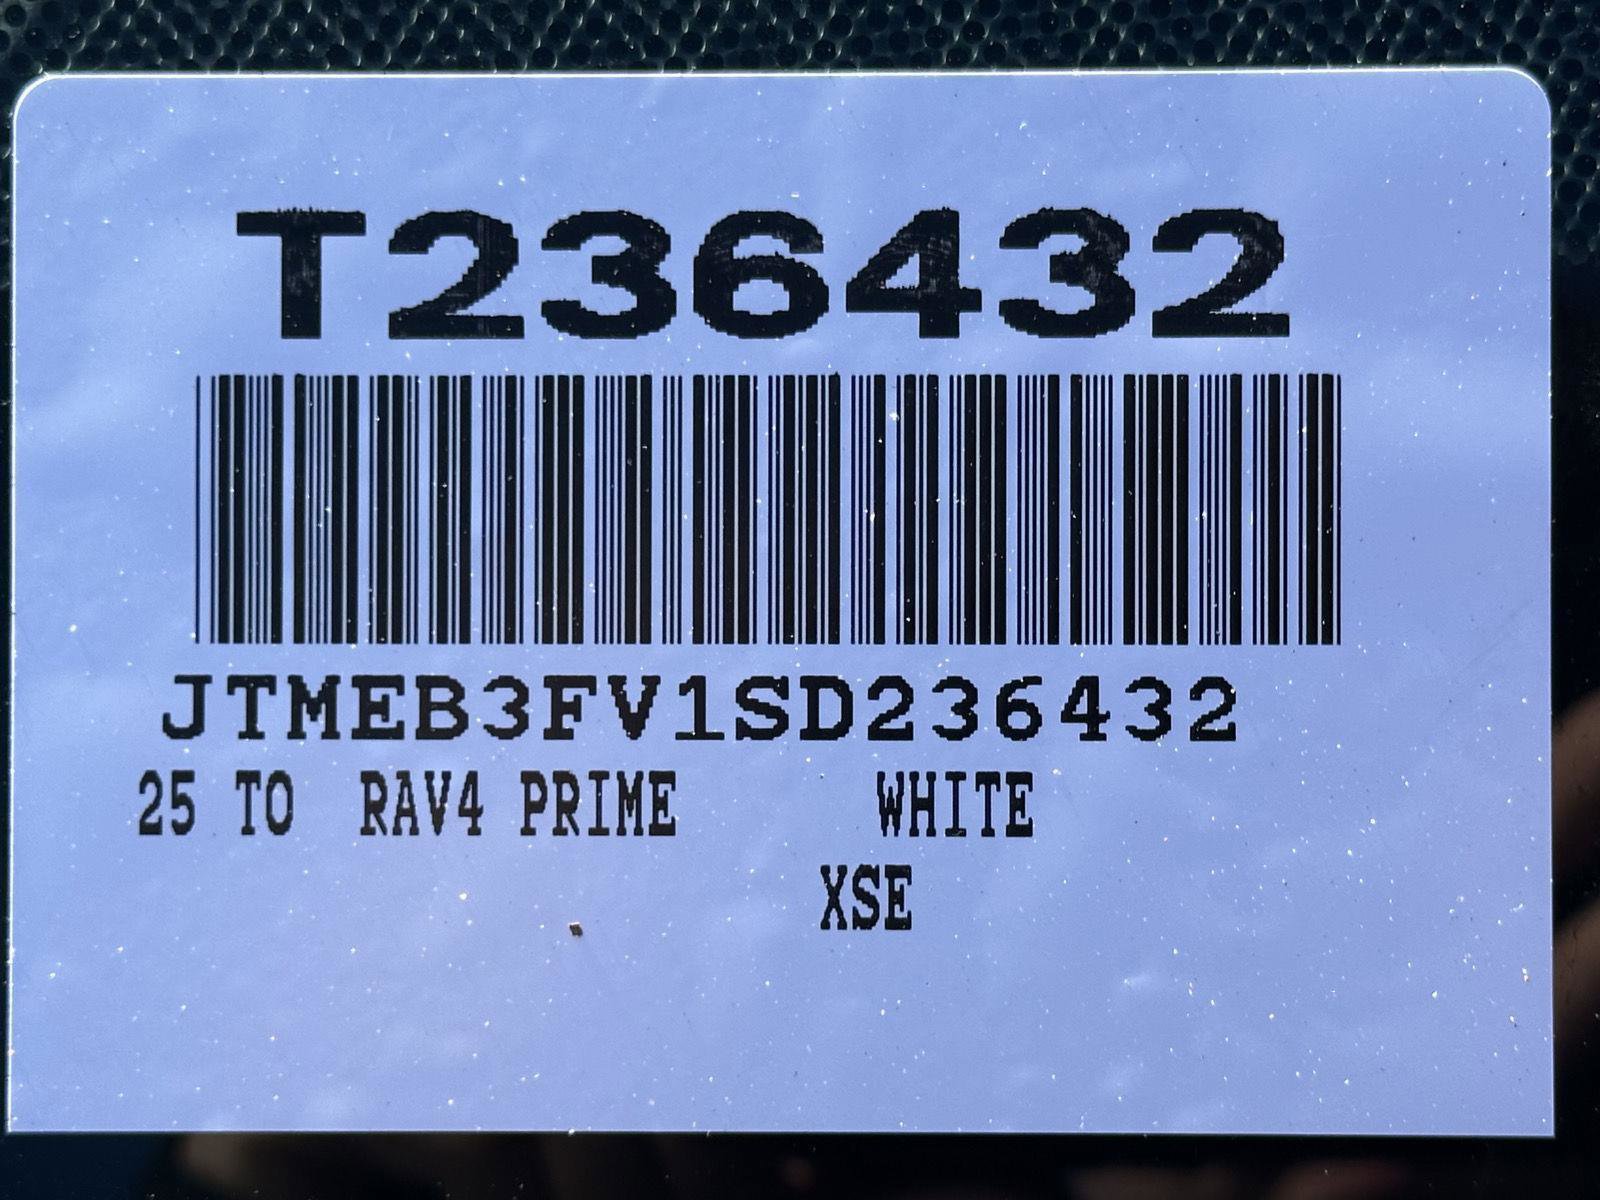 T236432
JTMEB3FV1SD236432
25 TO RAV4 PRIME WHITE
XSE